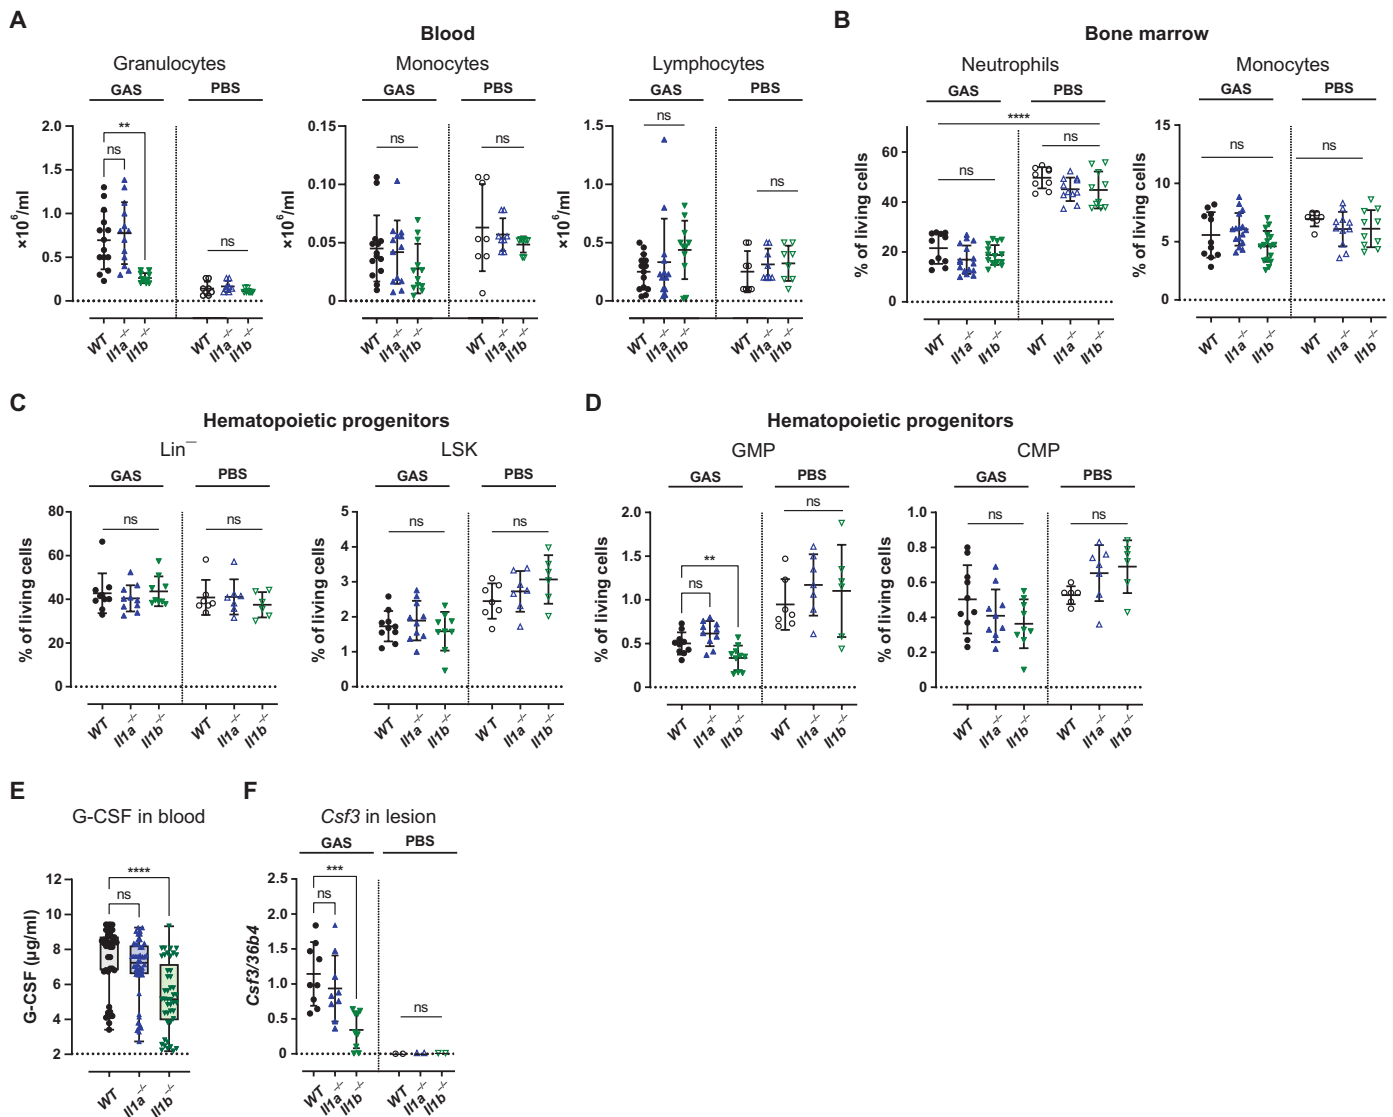 A
Blood
Granulocytes
GAS PBS
**
ns
ns
×10⁶/ml
2.0
1.5
1.0
0.5
0
WT Il1a⁻/⁻ Il1b⁻/⁻ WT Il1a⁻/⁻ Il1b⁻/⁻
Monocytes
GAS PBS
ns ns
×10⁶/ml
0.15
0.10
0.05
0
WT Il1a⁻/⁻ Il1b⁻/⁻ WT Il1a⁻/⁻ Il1b⁻/⁻
Lymphocytes
GAS PBS
ns
ns
1.5
1.0
0.5
0
WT Il1a⁻/⁻ Il1b⁻/⁻ WT Il1a⁻/⁻ Il1b⁻/⁻
B
Bone marrow
Neutrophils
GAS PBS
****
ns
ns
% of living cells
60
40
20
0
WT Il1a⁻/⁻ Il1b⁻/⁻ WT Il1a⁻/⁻ Il1b⁻/⁻
Monocytes
GAS PBS
ns ns
% of living cells
15
10
5
0
WT Il1a⁻/⁻ Il1b⁻/⁻ WT Il1a⁻/⁻ Il1b⁻/⁻
C
Hematopoietic progenitors
Lin⁻
GAS PBS
ns ns
% of living cells
80
60
40
20
0
WT Il1a⁻/⁻ Il1b⁻/⁻ WT Il1a⁻/⁻ Il1b⁻/⁻
LSK
GAS PBS
ns ns
% of living cells
5
4
3
2
1
0
WT Il1a⁻/⁻ Il1b⁻/⁻ WT Il1a⁻/⁻ Il1b⁻/⁻
D
Hematopoietic progenitors
GMP
GAS PBS
ns
**
ns
% of living cells
2.0
1.5
1.0
0.5
0
WT Il1a⁻/⁻ Il1b⁻/⁻ WT Il1a⁻/⁻ Il1b⁻/⁻
CMP
GAS PBS
ns ns
% of living cells
1.0
0.8
0.6
0.4
0.2
0
WT Il1a⁻/⁻ Il1b⁻/⁻ WT Il1a⁻/⁻ Il1b⁻/⁻
E
G-CSF in blood
****
ns
G-CSF (μg/ml)
12
10
8
6
4
2
WT Il1a⁻/⁻ Il1b⁻/⁻
F
Csf3 in lesion
GAS PBS
***
ns
ns
Csf3/36b4
2.5
2.0
1.5
1.0
0.5
0
WT Il1a⁻/⁻ Il1b⁻/⁻ WT Il1a⁻/⁻ Il1b⁻/⁻